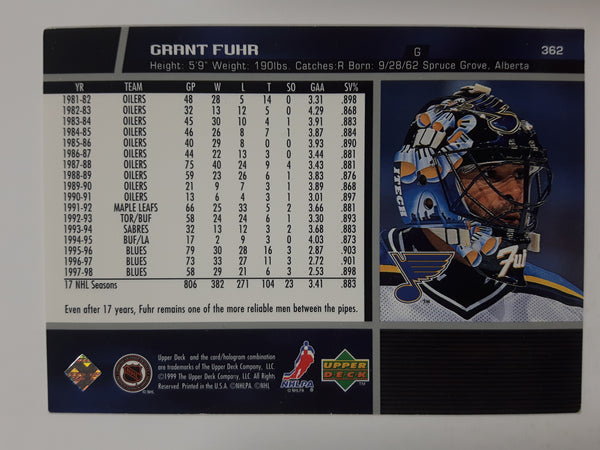 GRANT FUHR G 362
Height: 5'9" Weight: 190lbs. Catches:R Born: 9/28/62 Spruce Grove, Alberta
YR TEAM GP W L T SO GAA SV%
1981-82 OILERS 48 28 5 14 0 3.31 .898
1982-83 OILERS 32 13 12 5 0 4.29 .868
1983-84 OILERS 45 30 10 4 1 3.91 .883
1984-85 OILERS 46 26 8 7 1 3.87 .884
1985-86 OILERS 40 29 8 0 0 3.93 .890
1986-87 OILERS 44 22 13 3 0 3.44 .881
1987-88 OILERS 75 40 24 9 4 3.43 .881
1988-89 OILERS 59 23 26 6 1 3.83 .876
1989-90 OILERS 21 9 7 3 1 3.89 .868
1990-91 OILERS 13 6 4 3 1 3.01 .897
1991-92 MAPLE LEAFS 66 25 33 5 2 3.66 .881
1992-93 TOR/BUF 58 24 24 6 1 3.30 .893
1993-94 SABRES 32 13 12 3 2 3.68 .883
1994-95 BUF/LA 17 2 9 3 0 4.03 .873
1995-96 BLUES 79 30 28 16 3 2.87 .903
1996-97 BLUES 73 33 27 11 3 2.72 .901
1997-98 BLUES 58 29 21 6 3 2.53 .898
17 NHL Seasons 806 382 271 104 23 3.41 .883
Even after 17 years, Fuhr remains one of the more reliable men between the pipes.
ITECH
Fu
TM
Upper Deck and the card/hologram combination
are trademarks of The Upper Deck Company, LLC.
©1999 The Upper Deck Company, LLC. All Rights
Reserved. Printed in the U.S.A. ©NHLPA. ©NHL
© NHL
NHLPA
© NHLPA
UPPER
DECK
TM